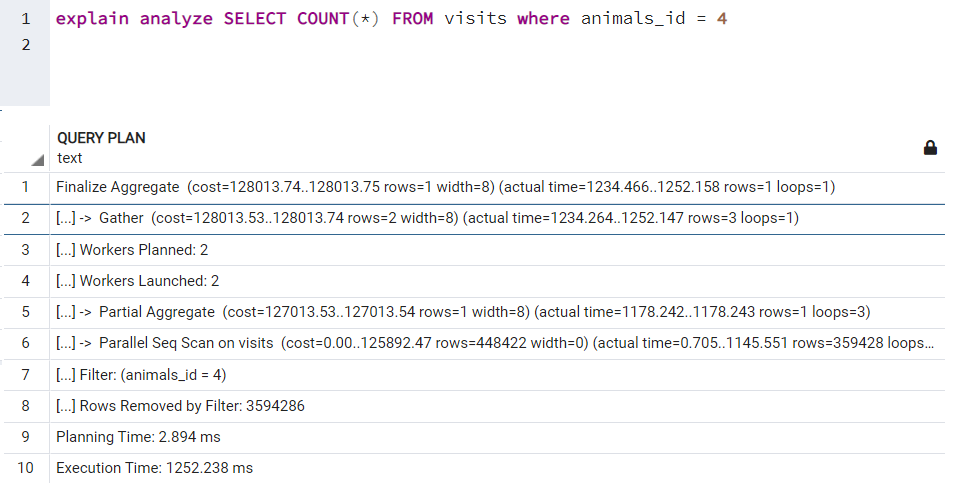 1 explain analyze SELECT COUNT(*) FROM visits where animals_id = 4
2
QUERY PLAN
text
1 Finalize Aggregate (cost=128013.74..128013.75 rows=1 width=8) (actual time=1234.466..1252.158 rows=1 loops=1)
2 [...] -> Gather (cost=128013.53..128013.74 rows=2 width=8) (actual time=1234.264..1252.147 rows=3 loops=1)
3 [...] Workers Planned: 2
4 [...] Workers Launched: 2
5 [...] -> Partial Aggregate (cost=127013.53..127013.54 rows=1 width=8) (actual time=1178.242..1178.243 rows=1 loops=3)
6 [...] -> Parallel Seq Scan on visits (cost=0.00..125892.47 rows=448422 width=0) (actual time=0.705..1145.551 rows=359428 loops...
7 [...] Filter: (animals_id = 4)
8 [...] Rows Removed by Filter: 3594286
9 Planning Time: 2.894 ms
10 Execution Time: 1252.238 ms